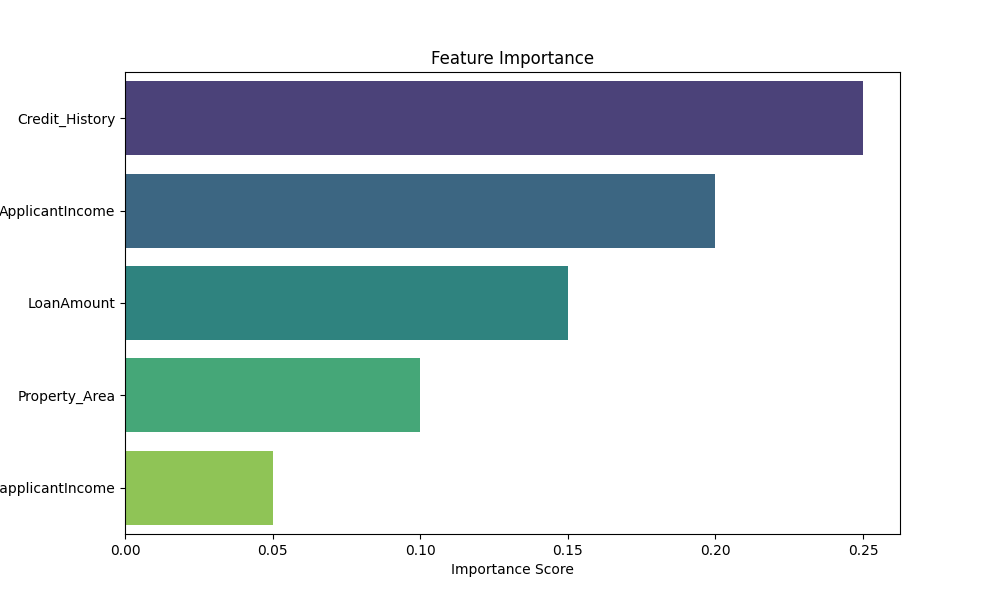 Feature Importance
Credit_History
ApplicantIncome
LoanAmount
Property_Area
applicantIncome
0.00 0.05 0.10 0.15 0.20 0.25
Importance Score